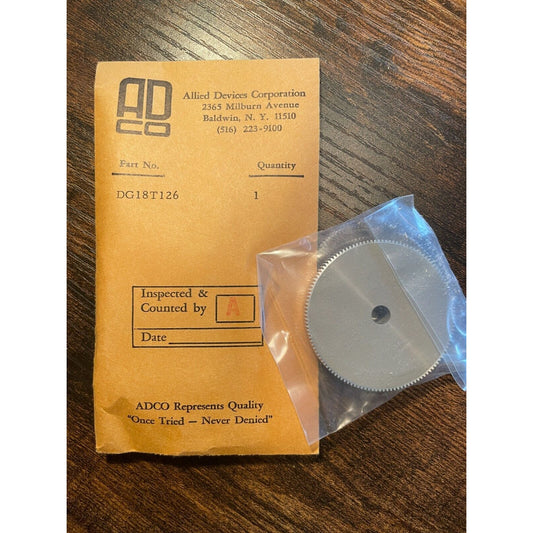 AD
CO
Allied Devices Corporation
2365 Milburn Avenue
Baldwin, N. Y. 11510
(516) 223-9100
Part No.
Quantity
DG18T126
1
Inspected &
Counted by
A
Date
ADCO Represents Quality
"Once Tried — Never Denied"